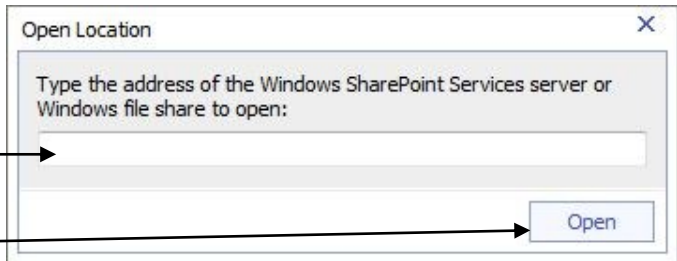 Open Location
Type the address of the Windows SharePoint Services server or
Windows file share to open:
Open